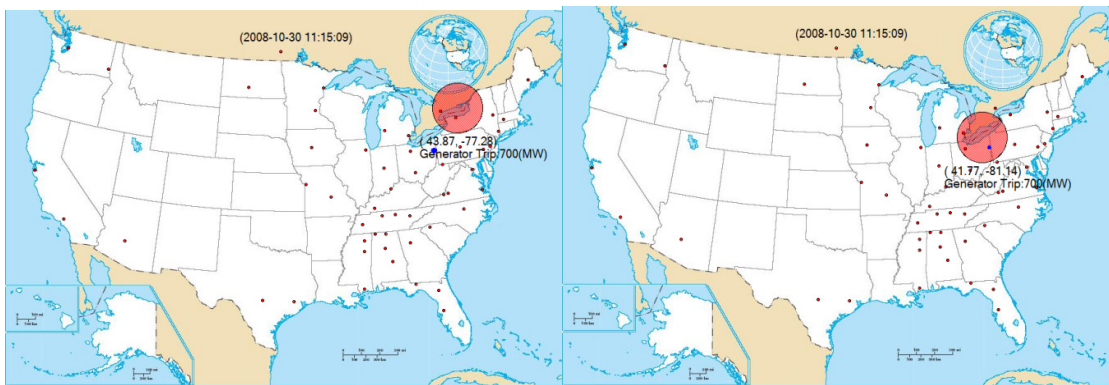 (2008-10-30 11:15:09)
( 43.87, -77.28)
Generator Trip:700(MW)
(2008-10-30 11:15:09)
( 41.77, -81.14)
Generator Trip:700(MW)